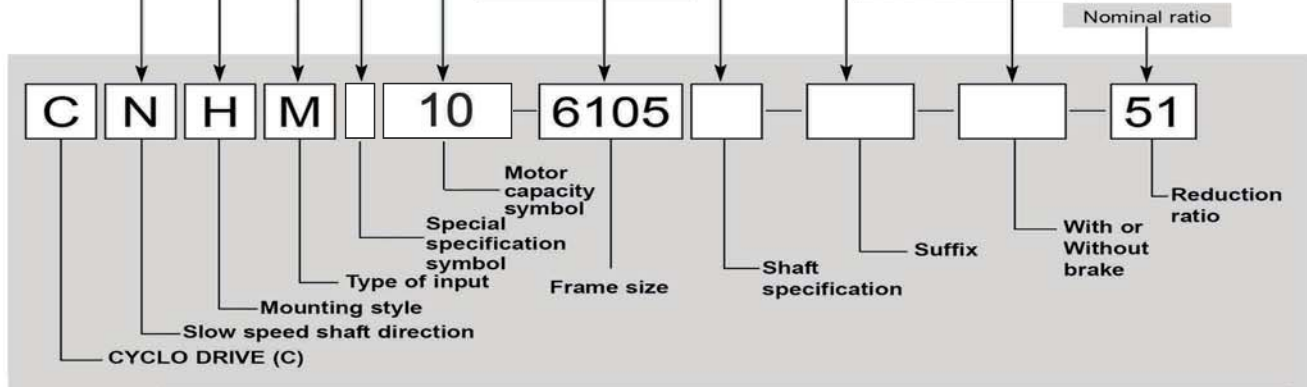 Nominal ratio
C N H M 10 - 6105 - - - 51
Motor
capacity
symbol
Reduction
ratio
Special
specification
symbol
With or
Without
brake
Suffix
Shaft
specification
Type of input
Frame size
Mounting style
Slow speed shaft direction
CYCLO DRIVE (C)